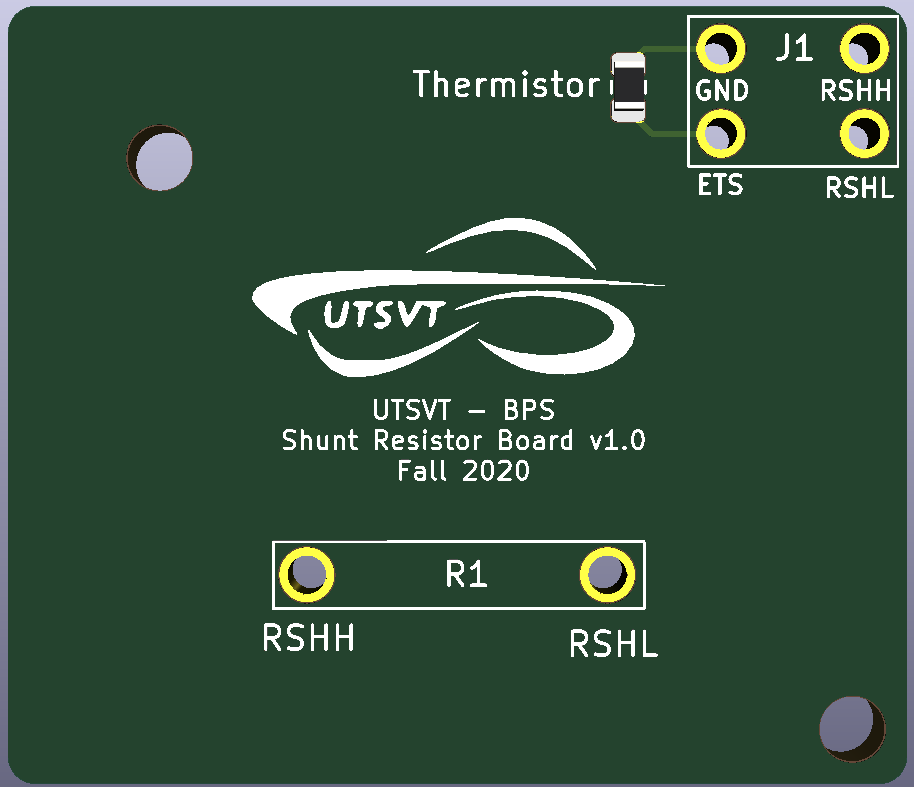 J1
Thermistor
GND
RSHH
ETS
RSHL
UTSVT
UTSVT - BPS
Shunt Resistor Board v1.0
Fall 2020
R1
RSHH
RSHL